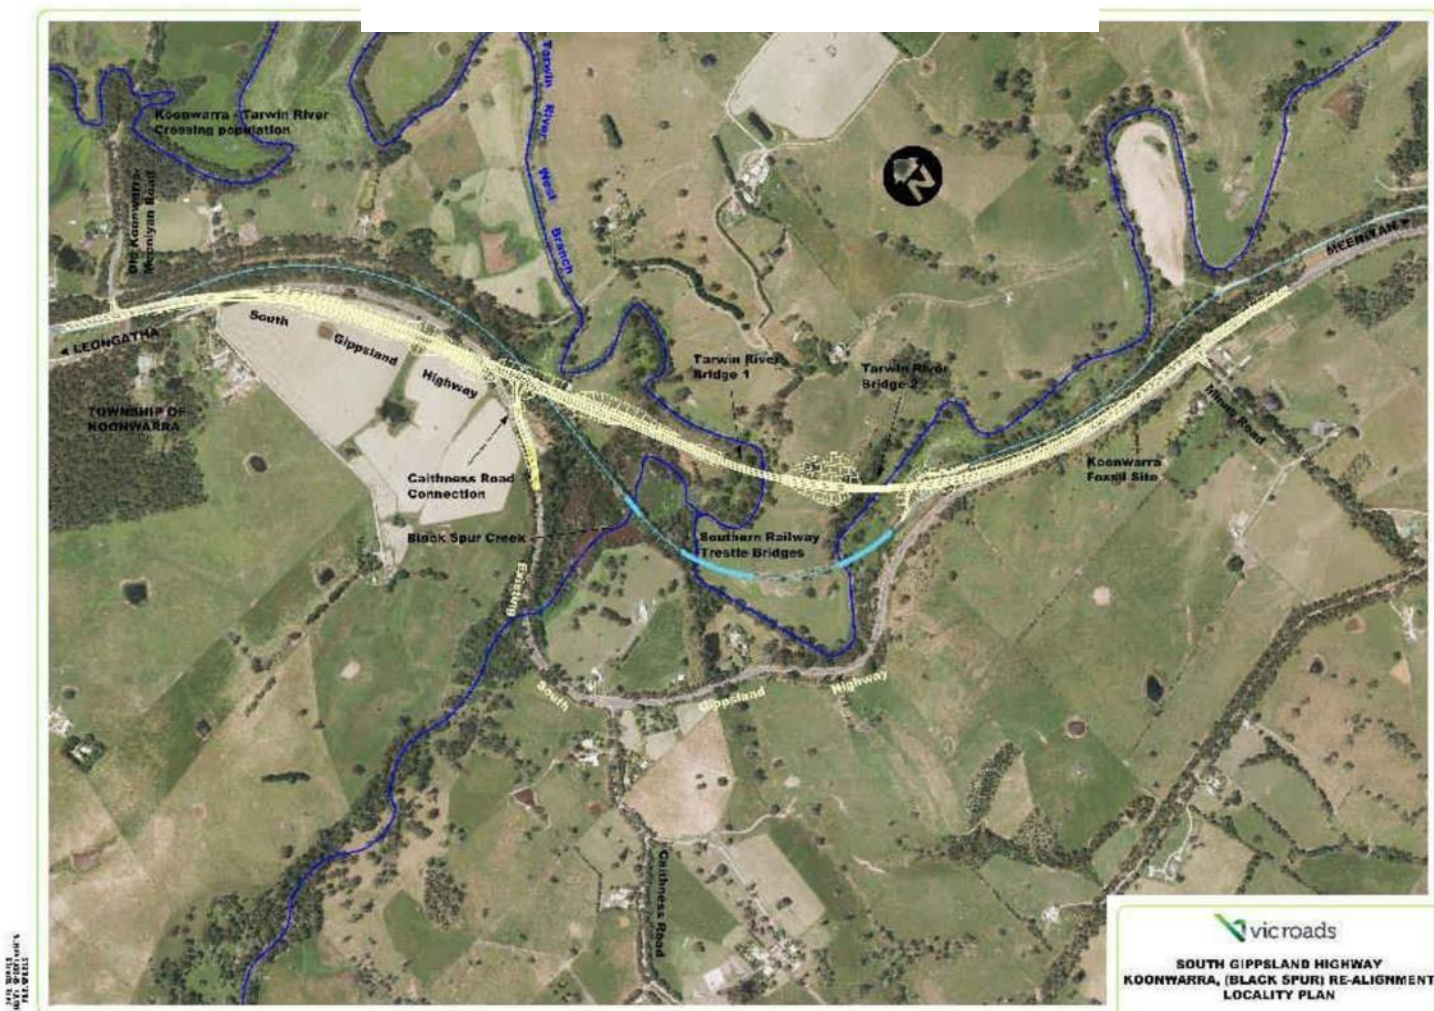 Koonwarra - Tarwin River
Crossing population
Old Koonwarra-
Meeniyan Road
Tarwin River West Branch
MEENIYAN
LEONGATHA
South Gippsland Highway
TOWNSHIP OF
KOONWARRA
Tarwin River
Bridge 1
Tarwin River
Bridge 2
Milnes Road
Koonwarra
Fossil Site
Caithness Road
Connection
Black Spur Creek
Southern Railway
Trestle Bridges
Existing South Gippsland Highway
Caithness Road
vicroads
SOUTH GIPPSLAND HIGHWAY
KOONWARRA, (BLACK SPUR) RE-ALIGNMENT
LOCALITY PLAN